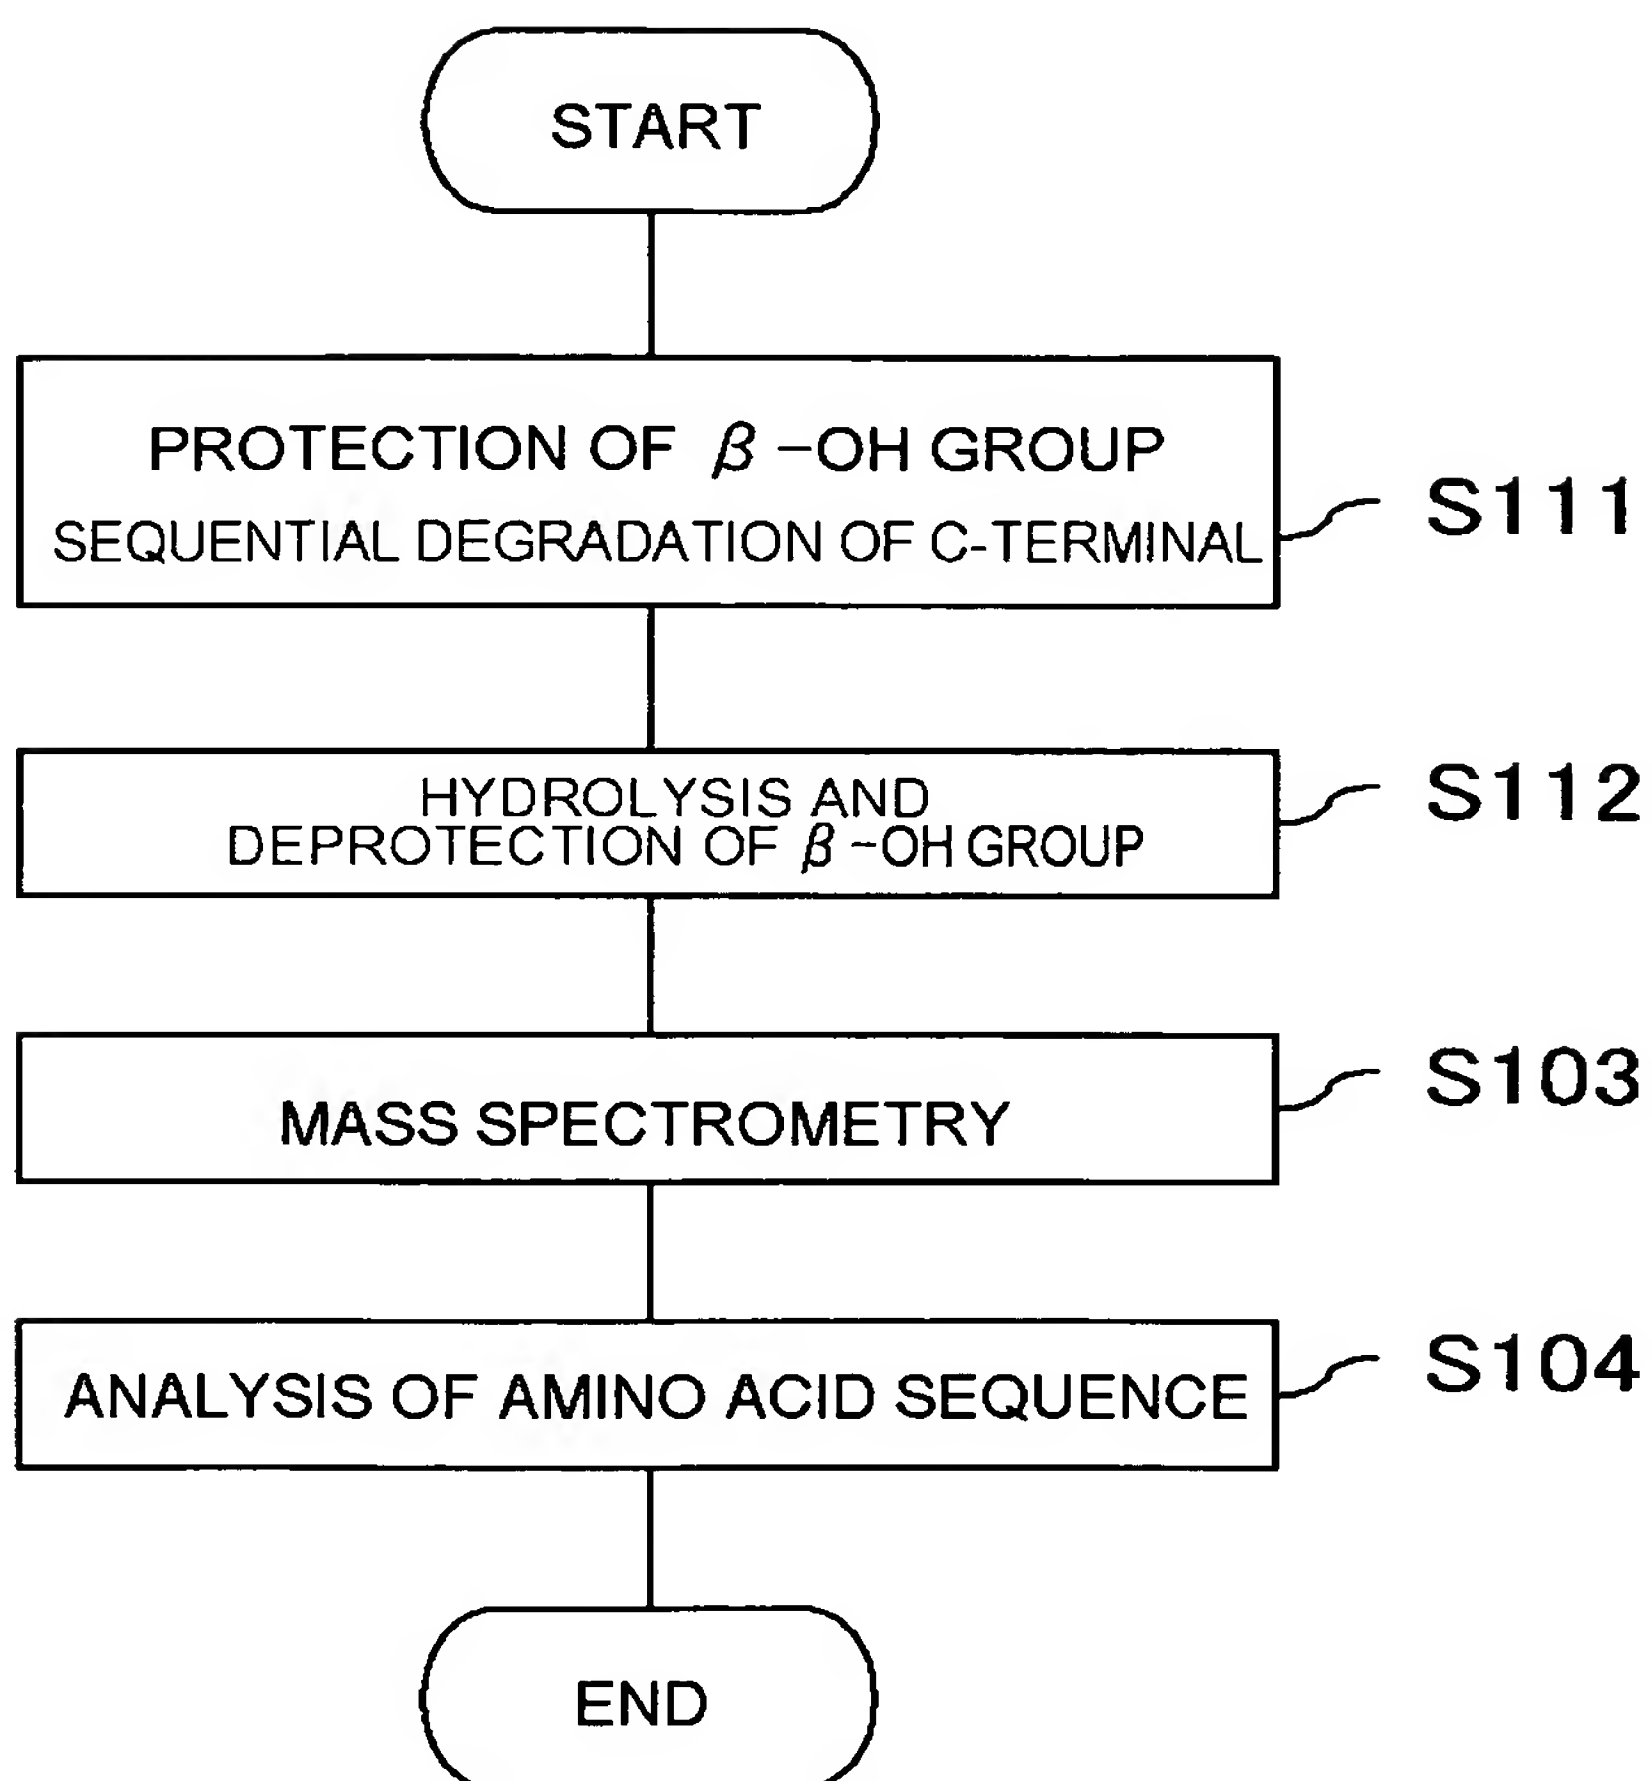 START
PROTECTION OF β-OH GROUP
SEQUENTIAL DEGRADATION OF C-TERMINAL
S111
HYDROLYSIS AND
DEPROTECTION OF β-OH GROUP
S112
MASS SPECTROMETRY
S103
ANALYSIS OF AMINO ACID SEQUENCE
S104
END